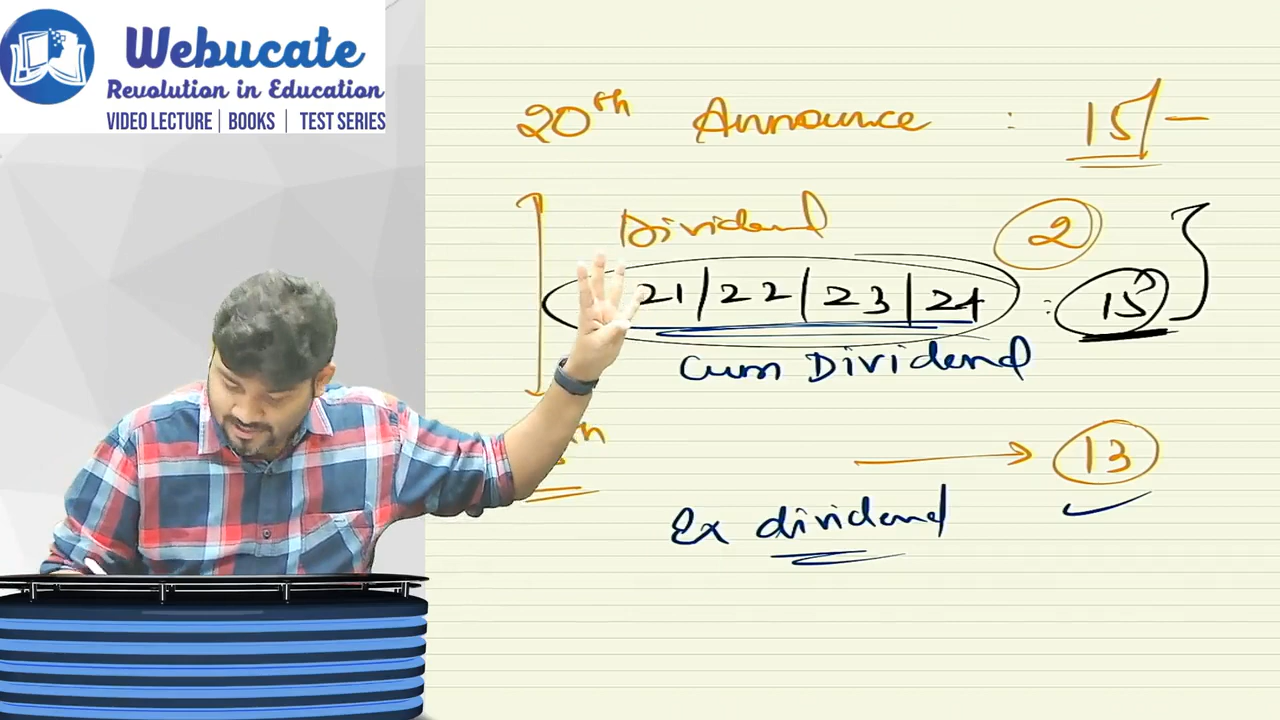 Webucate
Revolution in Education
VIDEO LECTURE | BOOKS | TEST SERIES
20th Announce : 15/-
Dividend 2
21 | 22 | 23 | 24 : 15
Cum Dividend
th
13
Ex dividend